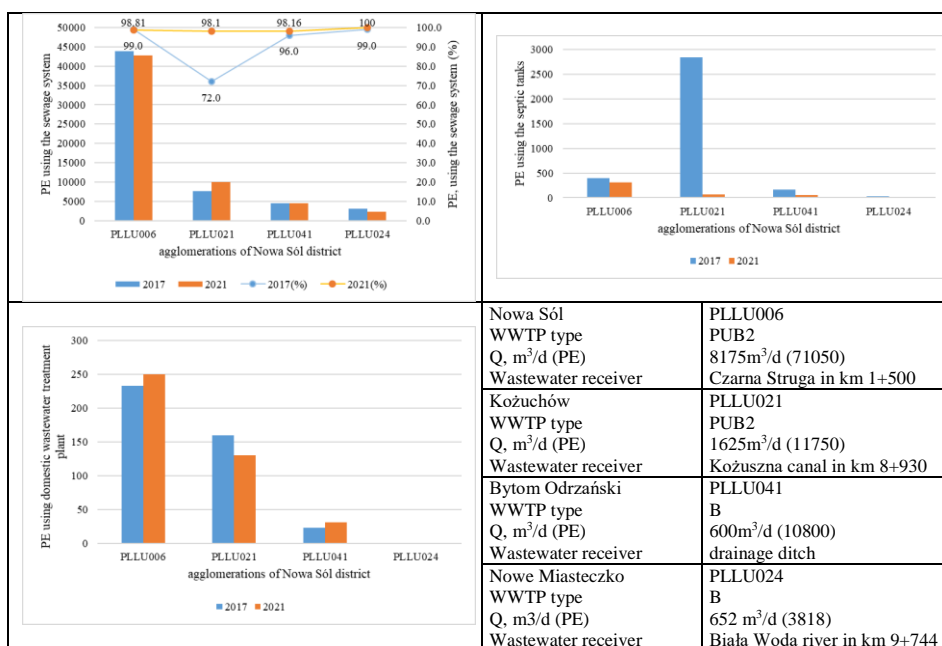 98.81 98.1 98.16 100
99.0 96.0 99.0
72.0
50000
45000
40000
35000
30000
25000
20000
15000
10000
5000
0
100.0
90.0
80.0
70.0
60.0
50.0
40.0
30.0
20.0
10.0
0.0
PE using the sewage system
PE. using the sewage system (%)
PLLU006 PLLU021 PLLU041 PLLU024
agglomerations of Nowa Sól district
2017 2021 2017(%) 2021(%)
3000
2500
2000
1500
1000
500
0
PE using the septic tanks
PLLU006 PLLU021 PLLU041 PLLU024
agglomerations of Nowa Sól district
2017 2021
300
250
200
150
100
50
0
PE using domestic wastewater treatment
plant
PLLU006 PLLU021 PLLU041 PLLU024
agglomerations of Nowa Sól district
2017 2021
Nowa Sól PLLU006
WWTP type PUB2
Q, m³/d (PE) 8175m³/d (71050)
Wastewater receiver Czarna Struga in km 1+500
Kożuchów PLLU021
WWTP type PUB2
Q, m³/d (PE) 1625m³/d (11750)
Wastewater receiver Kożuszna canal in km 8+930
Bytom Odrzański PLLU041
WWTP type B
Q, m³/d (PE) 600m³/d (10800)
Wastewater receiver drainage ditch
Nowe Miasteczko PLLU024
WWTP type B
Q, m3/d (PE) 652 m³/d (3818)
Wastewater receiver Biała Woda river in km 9+744